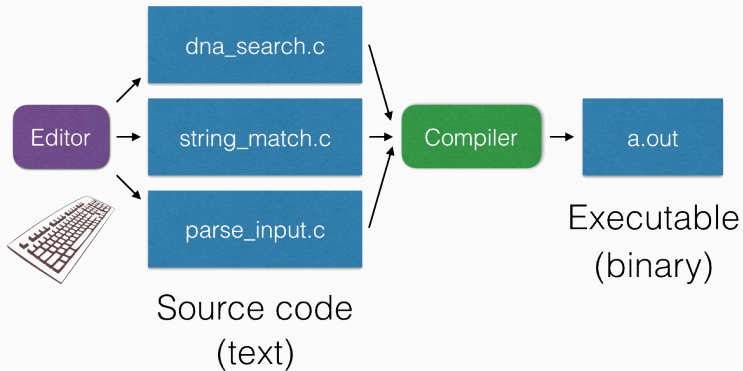 dna_search.c
Editor
string_match.c
Compiler
a.out
parse_input.c
Executable
(binary)
Source code
(text)